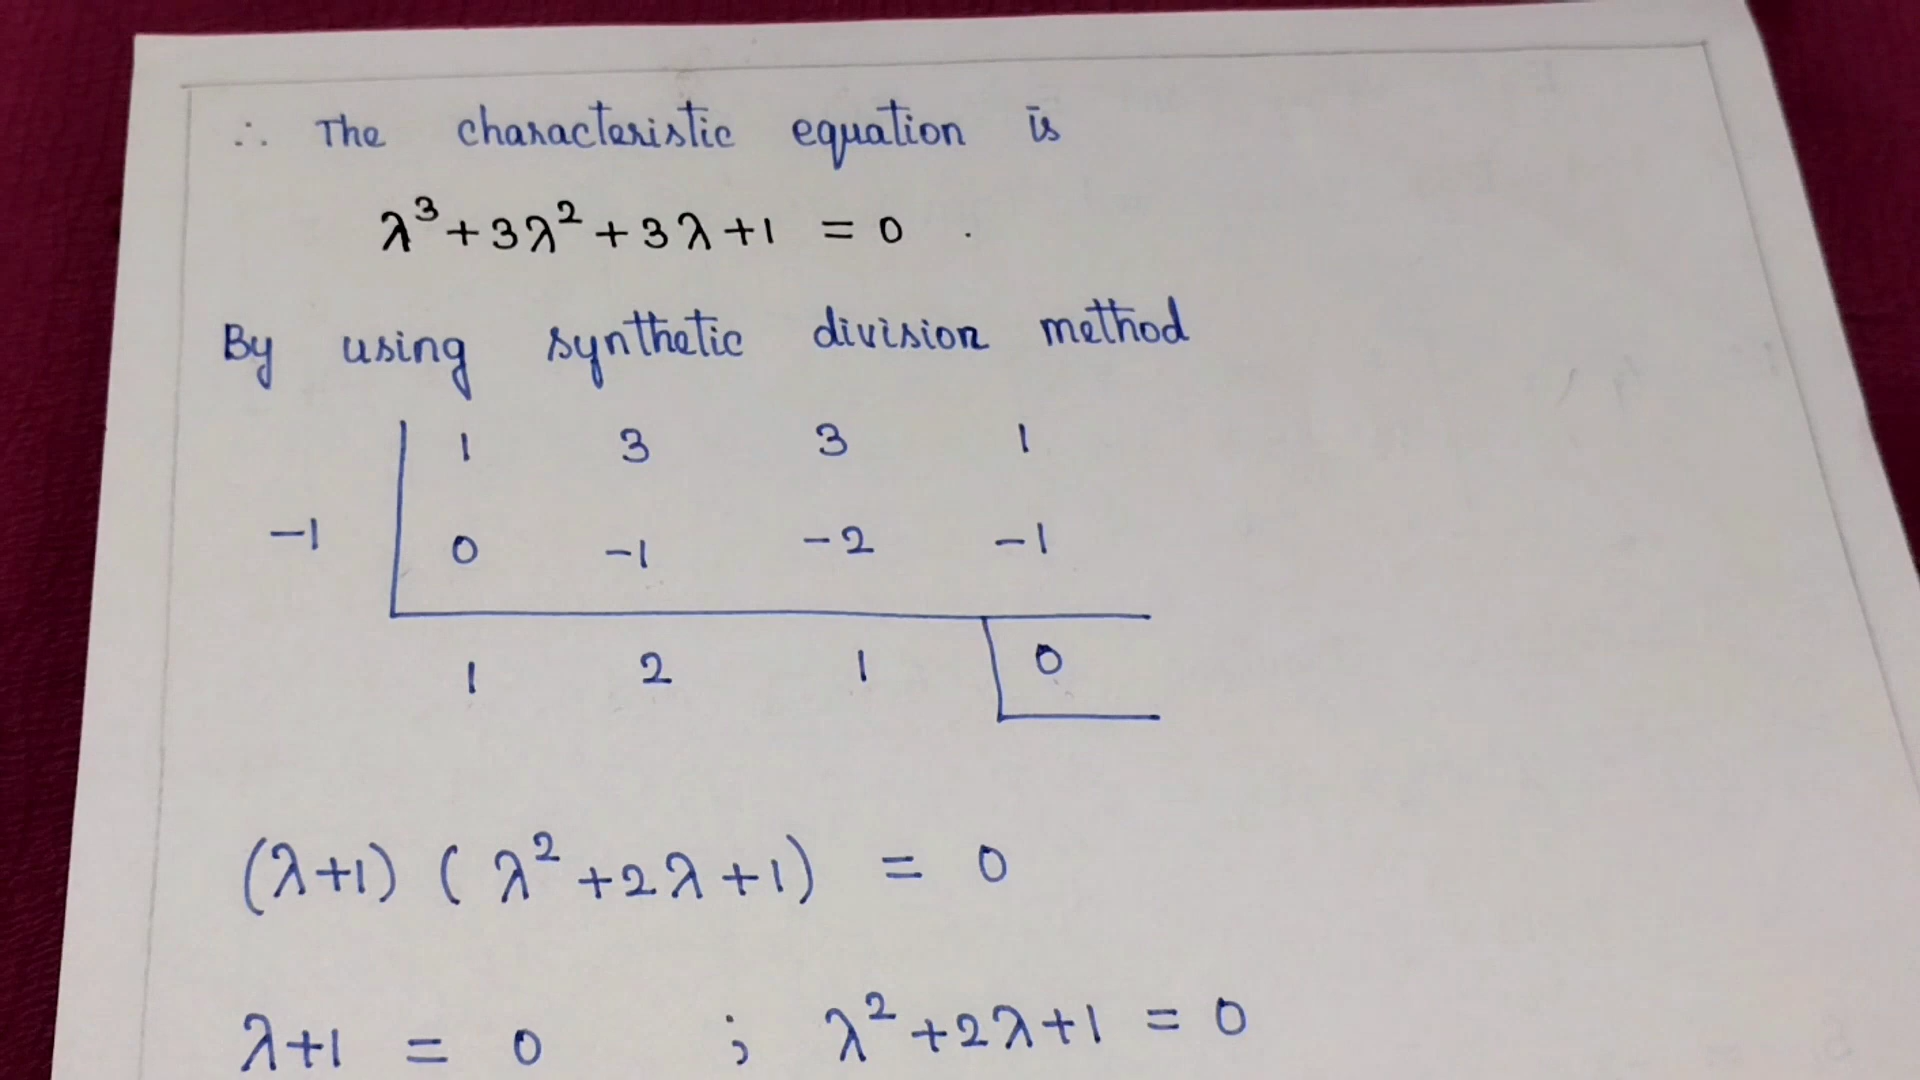 ∴ The characteristic equation is
λ³+3λ²+3λ+1 = 0 .
By using synthetic division method
1 3 3 1
-1 0 -1 -2 -1
1 2 1 0
(λ+1) (λ²+2λ+1) = 0
λ+1 = 0 ; λ²+2λ+1 = 0